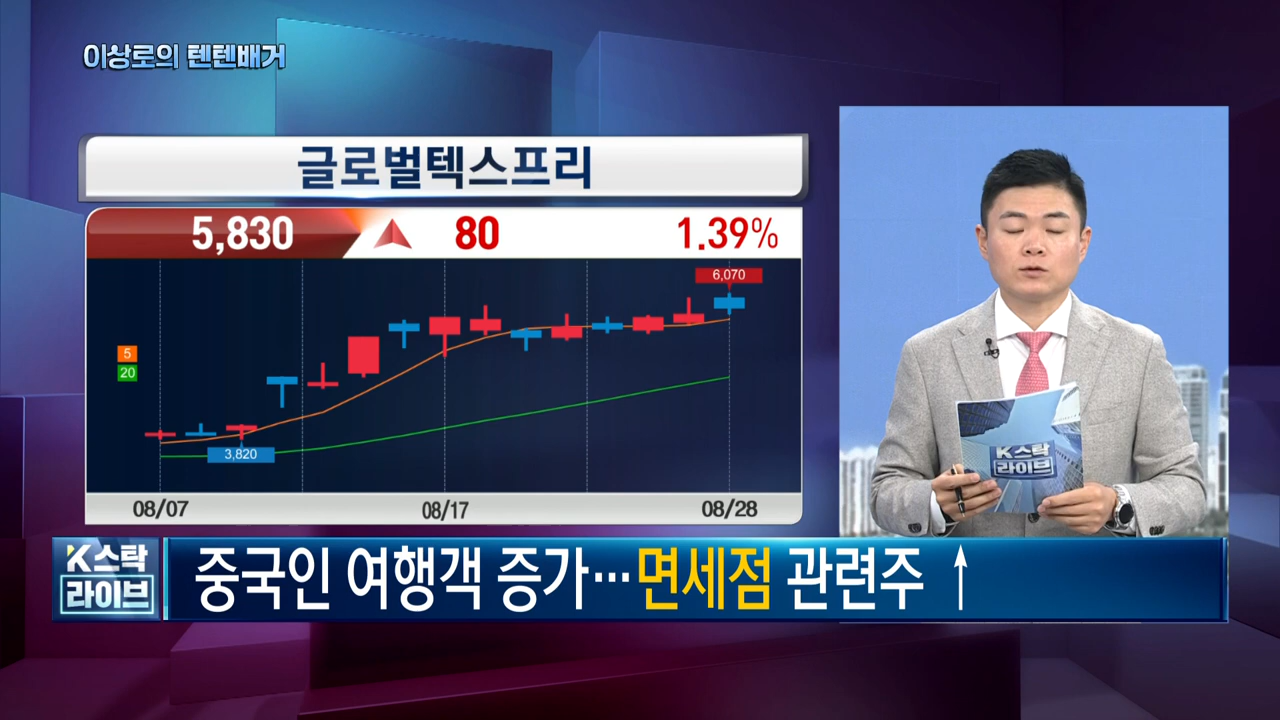 이상로의 텐텐배거
글로벌텍스프리
5,830 80 1.39%
6,070
5
20
3,820
08/07 08/17 08/28
K스탁
라이브
K스탁
라이브
중국인 여행객 증가…면세점 관련주 ↑